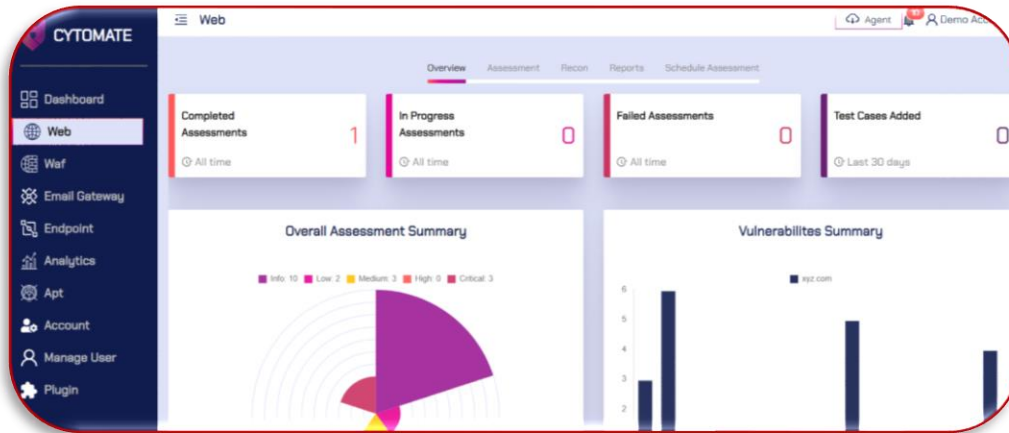 CYTOMATE
Web
Agent
10
Demo
Overview Assessment Recon Reports Schedule Assessment
Dashboard
Web
Waf
Email Gateway
Endpoint
Analytics
Apt
Account
Manage User
Plugin
Completed
Assessments
1
All time
In Progress
Assessments
0
All time
Failed Assessments
0
All time
Test Cases Added
0
Last 30 days
Overall Assessment Summary
Info: 10 Low: 2 Medium: 3 High: 0 Critical: 3
Vulnerabilites Summary
xyz.com
6
5
4
3
2